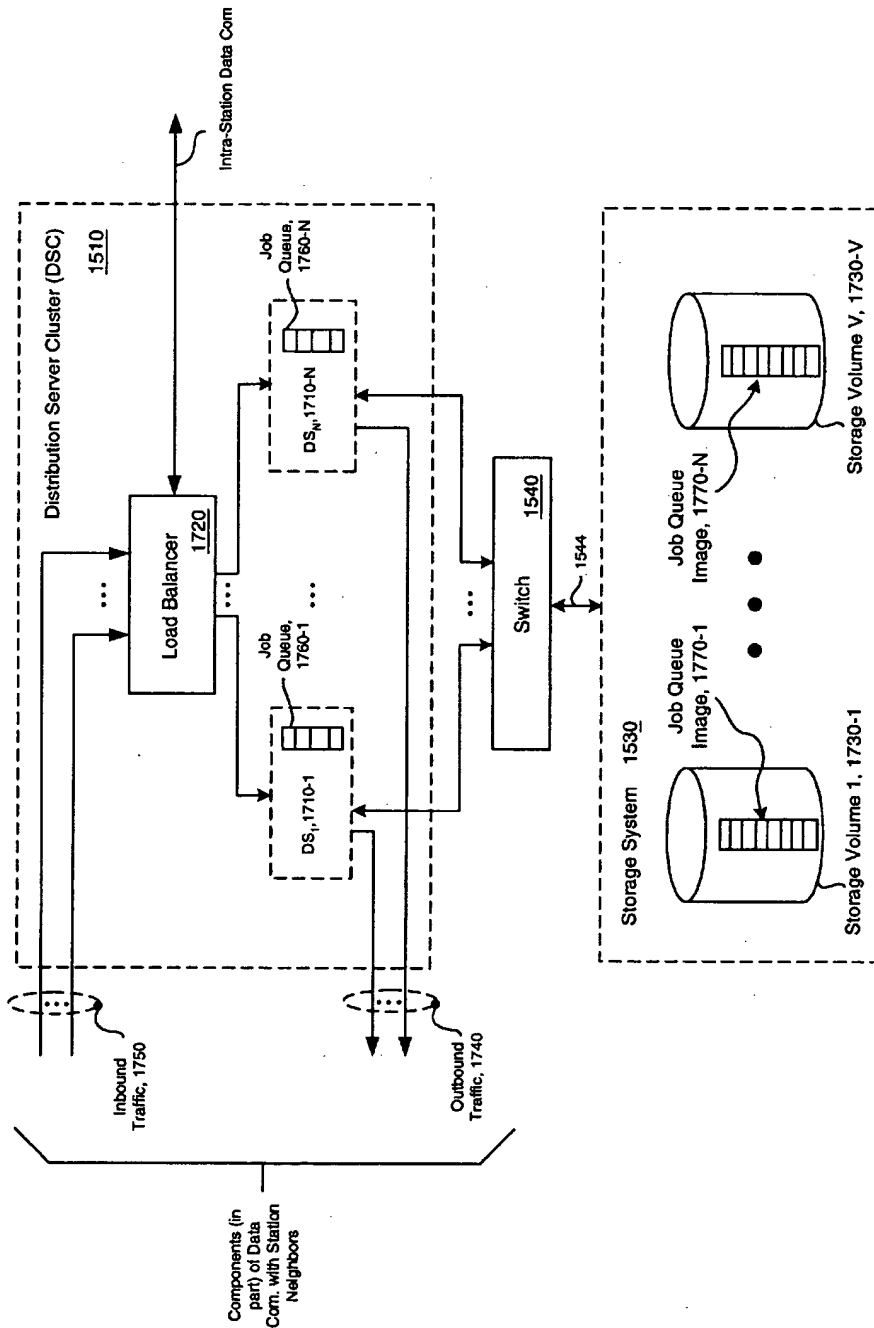 Components (in
part) of Data
Com. with Station
Neighbors
Inbound
Traffic, 1750
Outbound
Traffic, 1740
Distribution Server Cluster (DSC)
1510
Intra-Station Data Com
Load Balancer
1720
...
...
...
...
Job
Queue,
1760-1
DS1,1710-1
...
Job
Queue,
1760-N
DSN,1710-N
...
Switch
1540
1544
Storage System 1530
Job Queue
Image, 1770-1
Job Queue
Image, 1770-N
Storage Volume 1, 1730-1
Storage Volume V, 1730-V